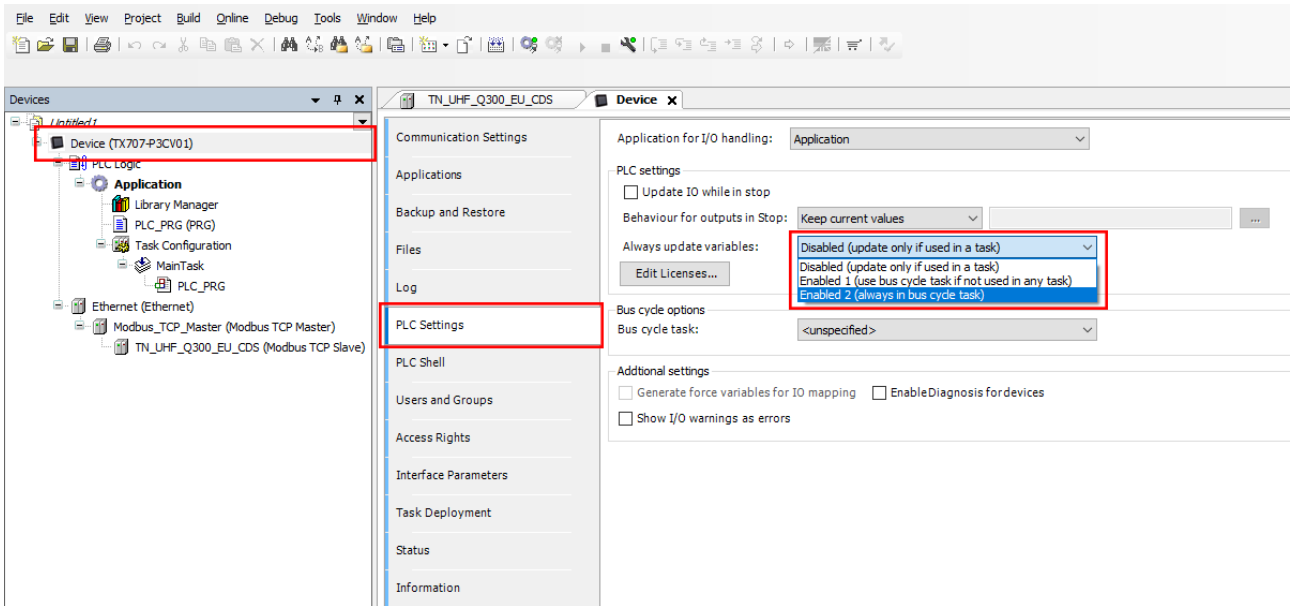 File Edit View Project Build Online Debug Tools Window Help
Devices
TN_UHF_Q300_EU_CDS
Device
Untitled1
Device (TX707-P3CV01)
PLC Logic
Application
Library Manager
PLC_PRG (PRG)
Task Configuration
MainTask
PLC_PRG
Ethernet (Ethernet)
Modbus_TCP_Master (Modbus TCP Master)
TN_UHF_Q300_EU_CDS (Modbus TCP Slave)
Communication Settings
Applications
Backup and Restore
Files
Log
PLC Settings
PLC Shell
Users and Groups
Access Rights
Interface Parameters
Task Deployment
Status
Information
Application for I/O handling: Application
PLC settings
Update IO while in stop
Behaviour for outputs in Stop: Keep current values ...
Always update variables: Disabled (update only if used in a task)
Disabled (update only if used in a task)
Enabled 1 (use bus cycle task if not used in any task)
Enabled 2 (always in bus cycle task)
Edit Licenses...
Bus cycle options
Bus cycle task: <unspecified>
Addtional settings
Generate force variables for IO mapping Enable Diagnosis for devices
Show I/O warnings as errors